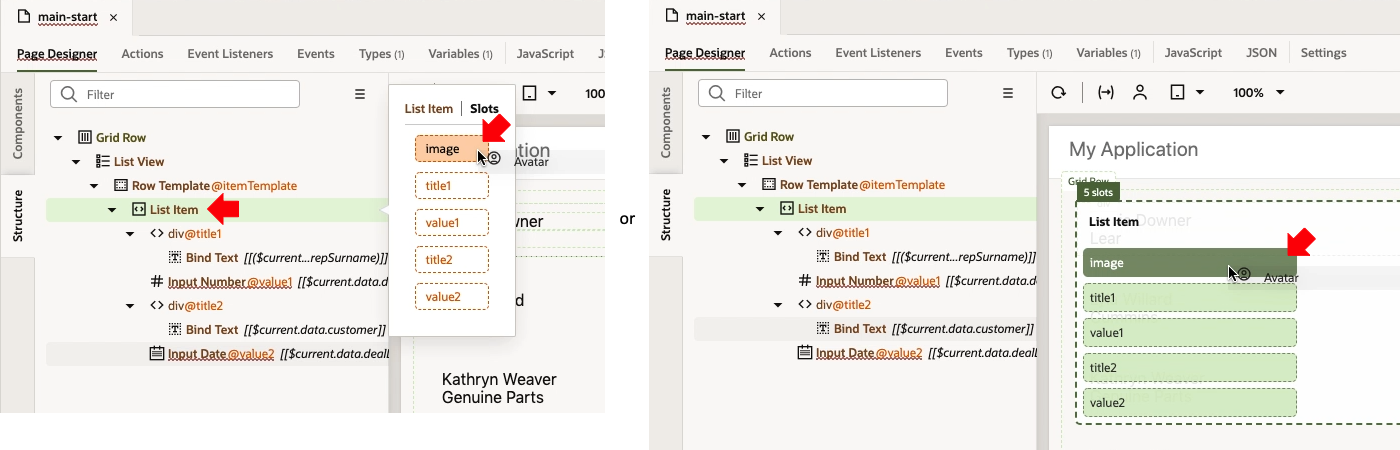 main-start ×
Page Designer Actions Event Listeners Events Types (1) Variables (1) JavaScript
Components
Structure
Filter
Grid Row
List View
Row Template @itemTemplate
List Item
div@title1
Bind Text [[($current...repSurname)]]
Input Number @value1 [[$current.data.d
div@title2
Bind Text [[$current.data.customer]]
Input Date @value2 [[$current.data.deall
List Item | Slots
image
title1
value1
title2
value2
Avatar
100
tion
wner
d
Kathryn Weaver
Genuine Parts
or
main-start ×
Page Designer Actions Event Listeners Events Types (1) Variables (1) JavaScript JSON Settings
Components
Structure
Filter
100%
Grid Row
List View
Row Template @itemTemplate
List Item
div@title1
Bind Text [[($current...repSurname)]]
Input Number @value1 [[$current.data.d
div@title2
Bind Text [[$current.data.customer]]
Input Date @value2 [[$current.data.deall
My Application
Grid Row
5 slots
List Item
Downer
Lear
image
Avatar
title1
value1
title2
value2